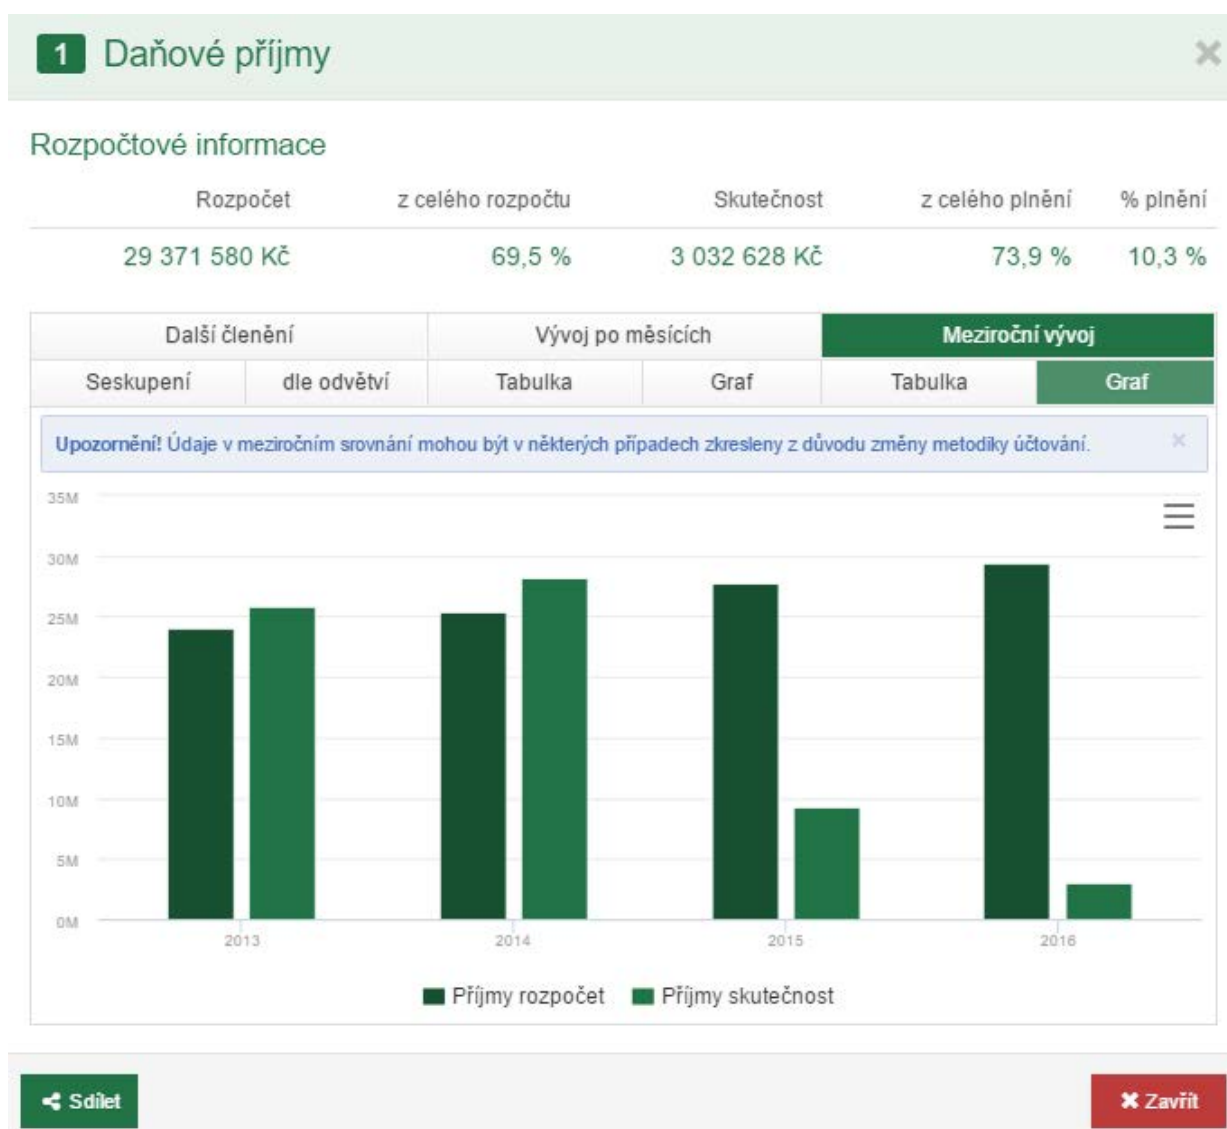 1 Daňové příjmy
Rozpočtové informace
Rozpočet z celého rozpočtu Skutečnost z celého plnění % plnění
29 371 580 Kč 69,5 % 3 032 628 Kč 73,9 % 10,3 %
Další členění Vývoj po měsících Meziroční vývoj
Seskupení dle odvětví Tabulka Graf Tabulka Graf
Upozornění! Údaje v meziročním srovnání mohou být v některých případech zkresleny z důvodu změny metodiky účtování.
35M
30M
25M
20M
15M
10M
5M
0M
2013 2014 2015 2016
Příjmy rozpočet Příjmy skutečnost
Sdílet Zavřít